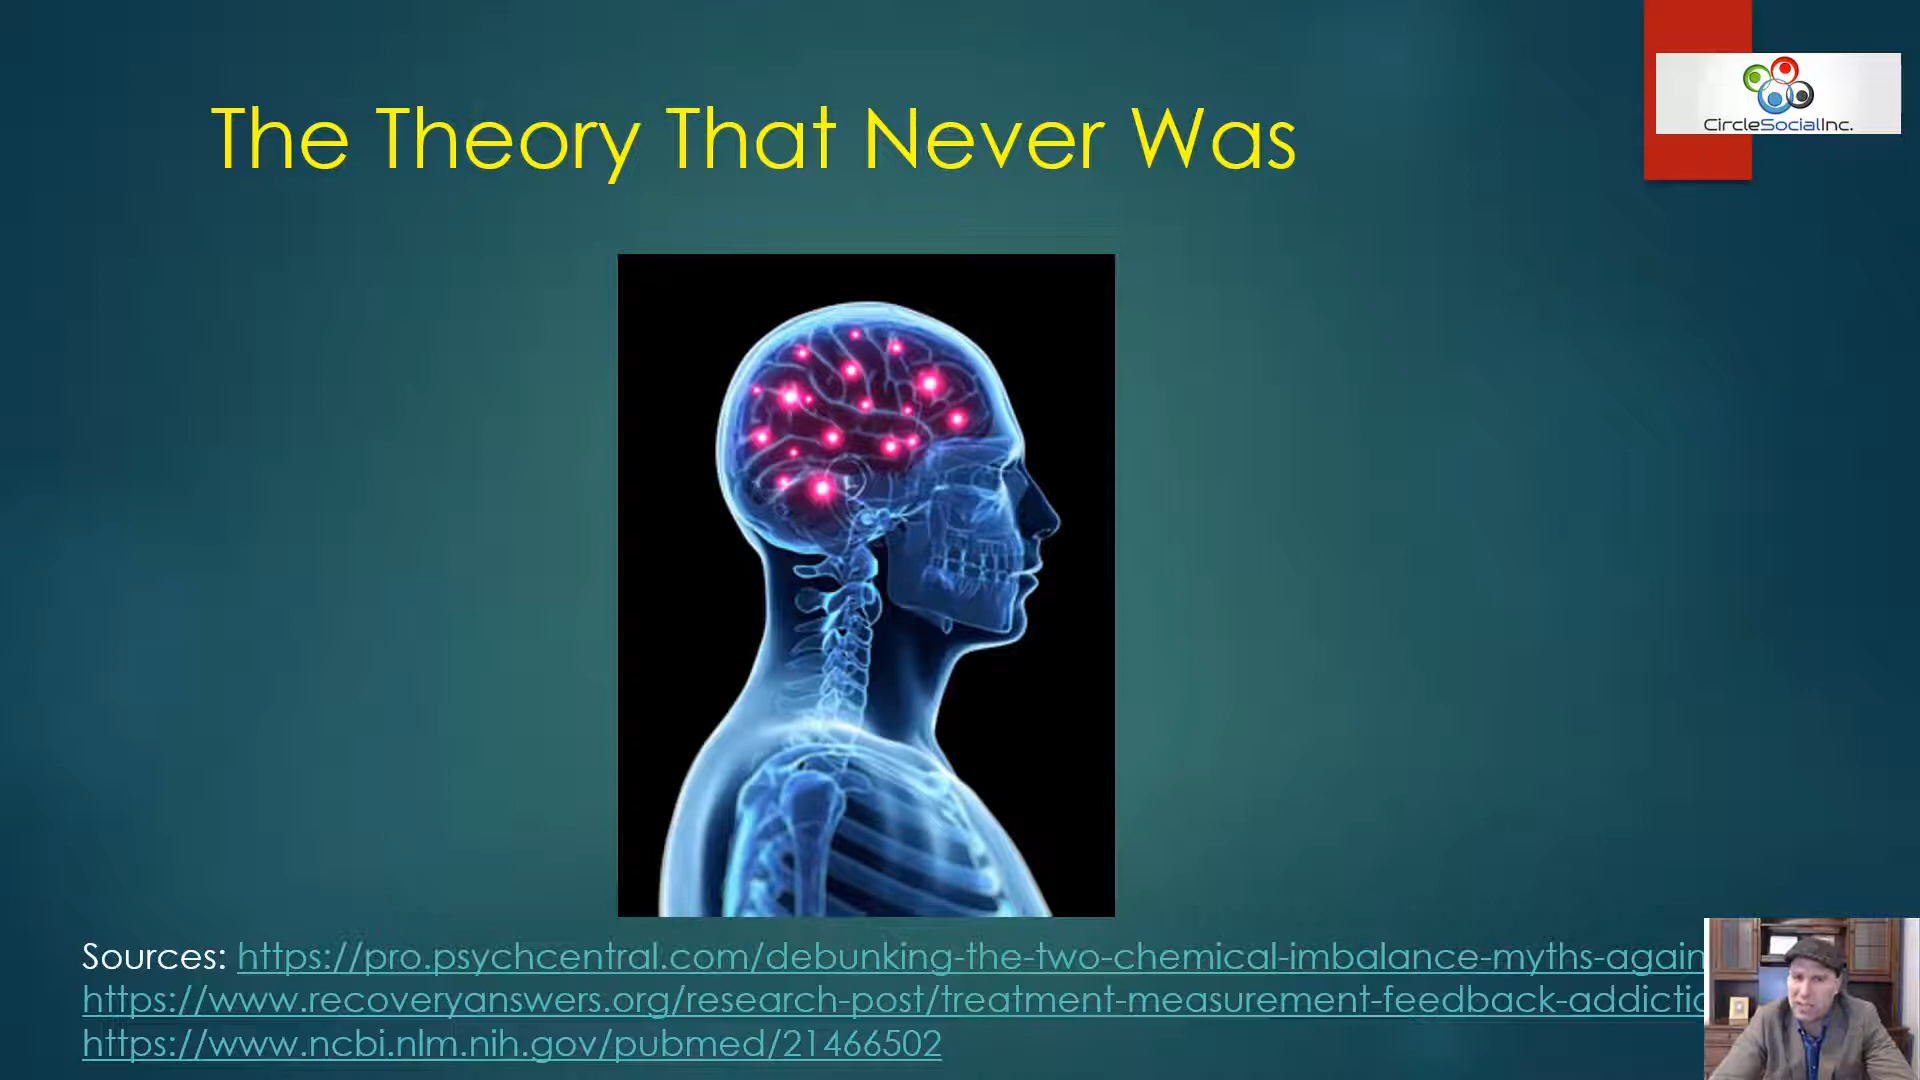 The Theory That Never Was
CircleSocialInc.
Sources: https://pro.psychcentral.com/debunking-the-two-chemical-imbalance-myths-again
https://www.recoveryanswers.org/research-post/treatment-measurement-feedback-addictio
https://www.ncbi.nlm.nih.gov/pubmed/21466502